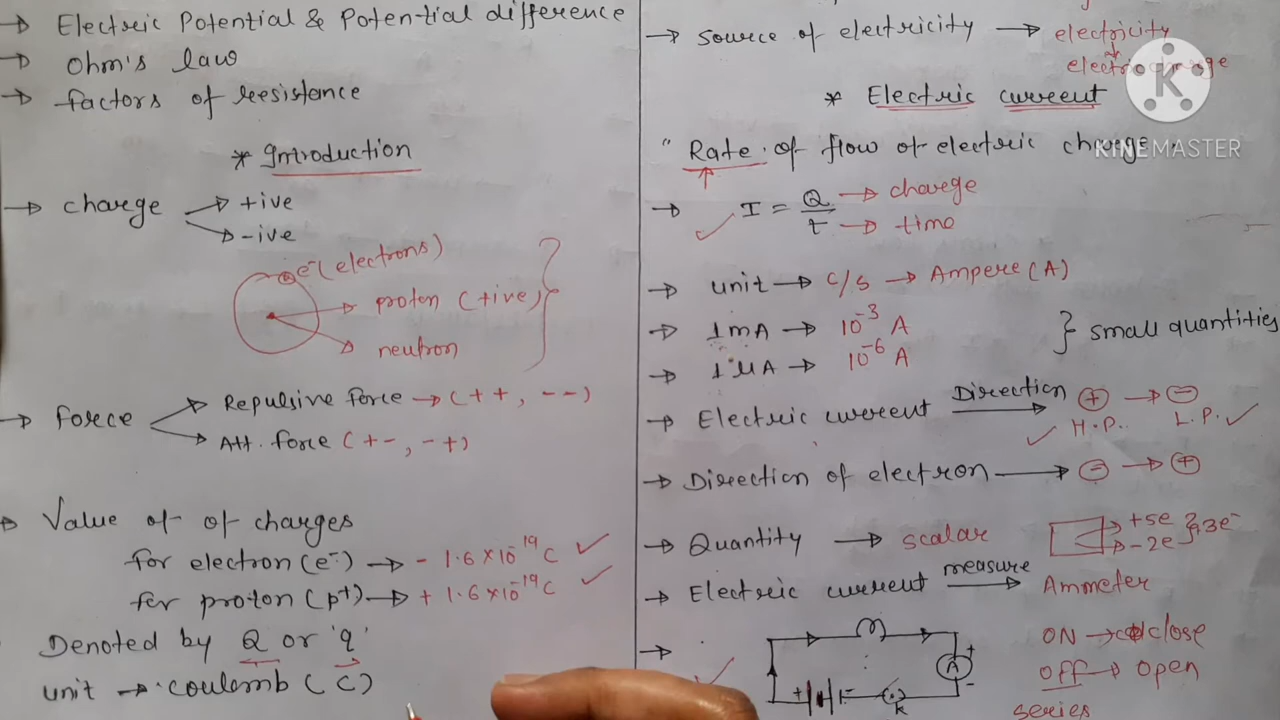 → Electric Potential & Potential difference
→ Ohm's law
→ factors of resistance
* Introduction
→ charge → +ive
→ -ive
e⁻ (electrons)
→ proton (+ive)
→ neutron
→ force → Repulsive force → (++, --)
→ Att. force (+-, -+)
→ Value of of charges
for electron (e⁻) → - 1.6×10⁻¹⁹C ✓
for proton (p⁺) → + 1.6×10⁻¹⁹C ✓
Denoted by Q or 'q'
unit → coulomb (C)
→ source of electricity → electricity
* Electric current
" Rate of flow of electric charge
KINEMASTER
→ I = Q/t → charge
→ time
→ unit → C/s → Ampere (A)
→ 1mA → 10⁻³ A
→ 1μA → 10⁻⁶ A
} small quantities
→ Electric current Direction → + → -
H.P. L.P. ✓
→ Direction of electron → - → +
→ Quantity → scalar
→ +5e
→ -2e } 3e⁻
→ Electric current measure → Ammeter
→
A + -
+ - K
ON → close
OFF → open
series